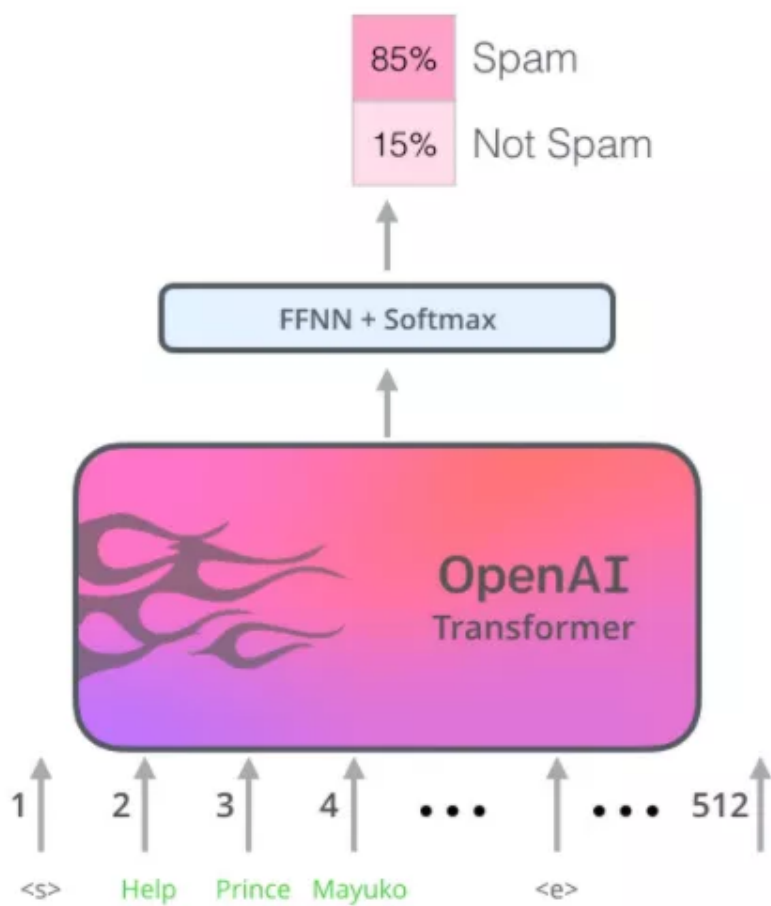 85% Spam
15% Not Spam
FFNN + Softmax
OpenAI
Transformer
1 2 3 4 ••• ••• 512
<s> Help Prince Mayuko <e>